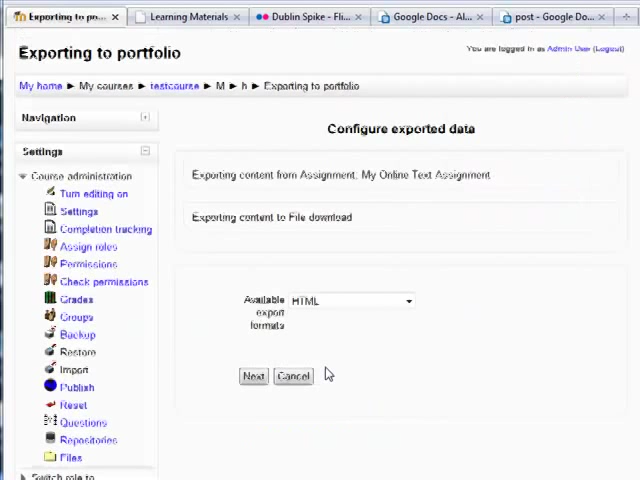 Exporting to po...
Learning Materials
Dublin Spike - Fli...
Google Docs - Al...
post - Google Do...
Exporting to portfolio
You are logged in as Admin User (Logout)
My home ► My courses ► testcourse ► M ► h ► Exporting to portfolio
Navigation
Configure exported data
Settings
Exporting content from Assignment: My Online Text Assignment
Course administration
Turn editing on
Settings
Exporting content to File download
Completion tracking
Assign roles
Permissions
Check permissions
Grades
Available export formats
HTML
Groups
Backup
Restore
Import
Next
Cancel
Publish
Reset
Questions
Repositories
Files
Switch role to